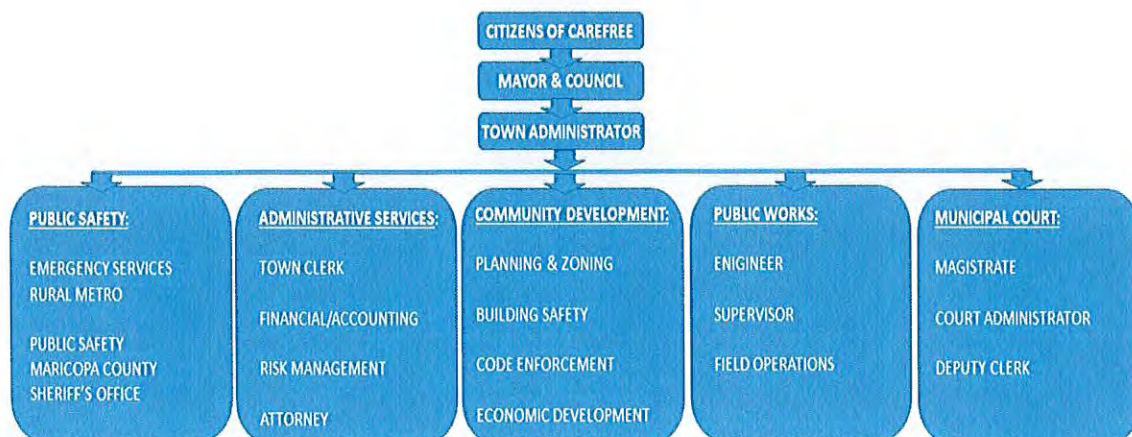 CITIZENS OF CAREFREE
MAYOR & COUNCIL
TOWN ADMINISTRATOR
PUBLIC SAFETY:
EMERGENCY SERVICES
RURAL METRO
PUBLIC SAFETY
MARICOPA COUNTY
SHERIFF'S OFFICE
ADMINISTRATIVE SERVICES:
TOWN CLERK
FINANCIAL/ACCOUNTING
RISK MANAGEMENT
ATTORNEY
COMMUNITY DEVELOPMENT:
PLANNING & ZONING
BUILDING SAFETY
CODE ENFORCEMENT
ECONOMIC DEVELOPMENT
PUBLIC WORKS:
ENIGINEER
SUPERVISOR
FIELD OPERATIONS
MUNICIPAL COURT:
MAGISTRATE
COURT ADMINISTRATOR
DEPUTY CLERK